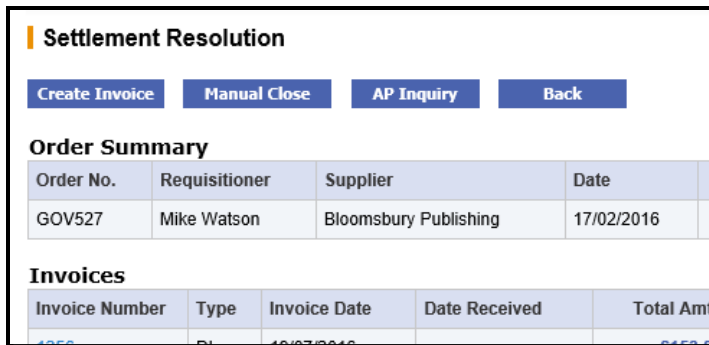 Settlement Resolution
Create Invoice Manual Close AP Inquiry Back
Order Summary
Order No. Requisitioner Supplier Date
GOV527 Mike Watson Bloomsbury Publishing 17/02/2016
Invoices
Invoice Number Type Invoice Date Date Received Total Amt